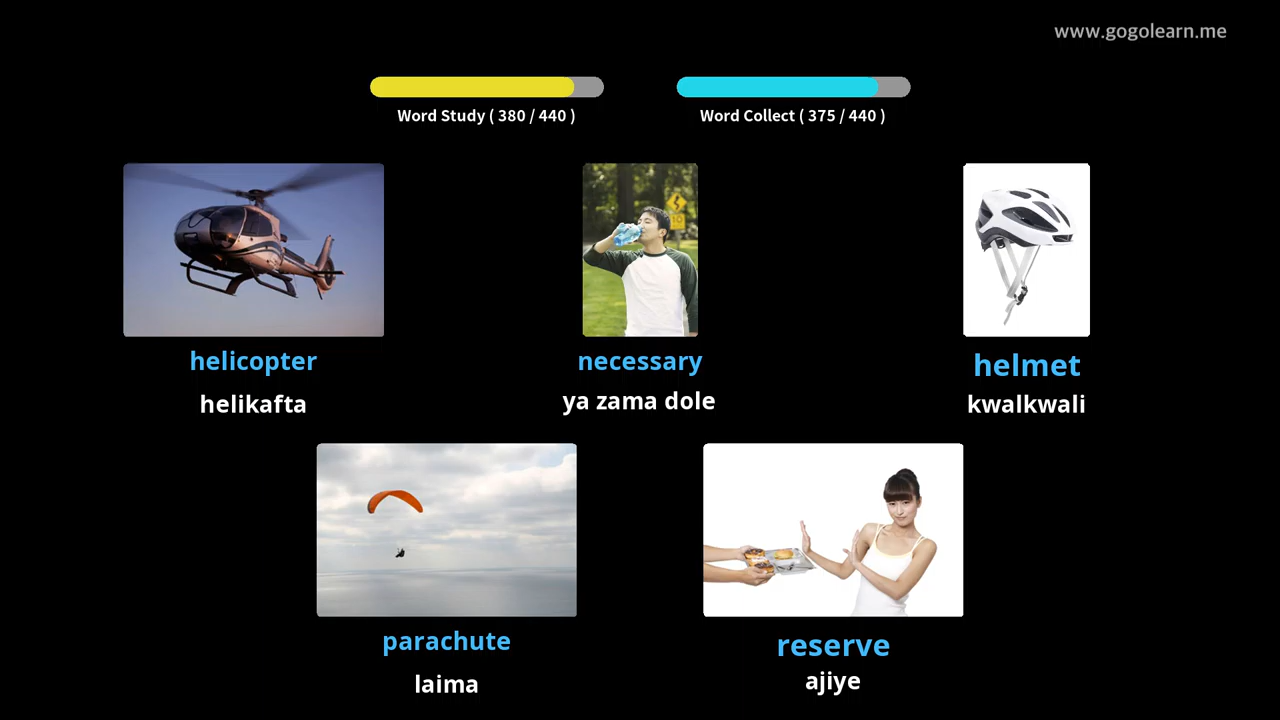 www.gogolearn.me
Word Study ( 380 / 440 )
Word Collect ( 375 / 440 )
helicopter
helikafta
necessary
ya zama dole
helmet
kwalkwali
parachute
laima
reserve
ajiye